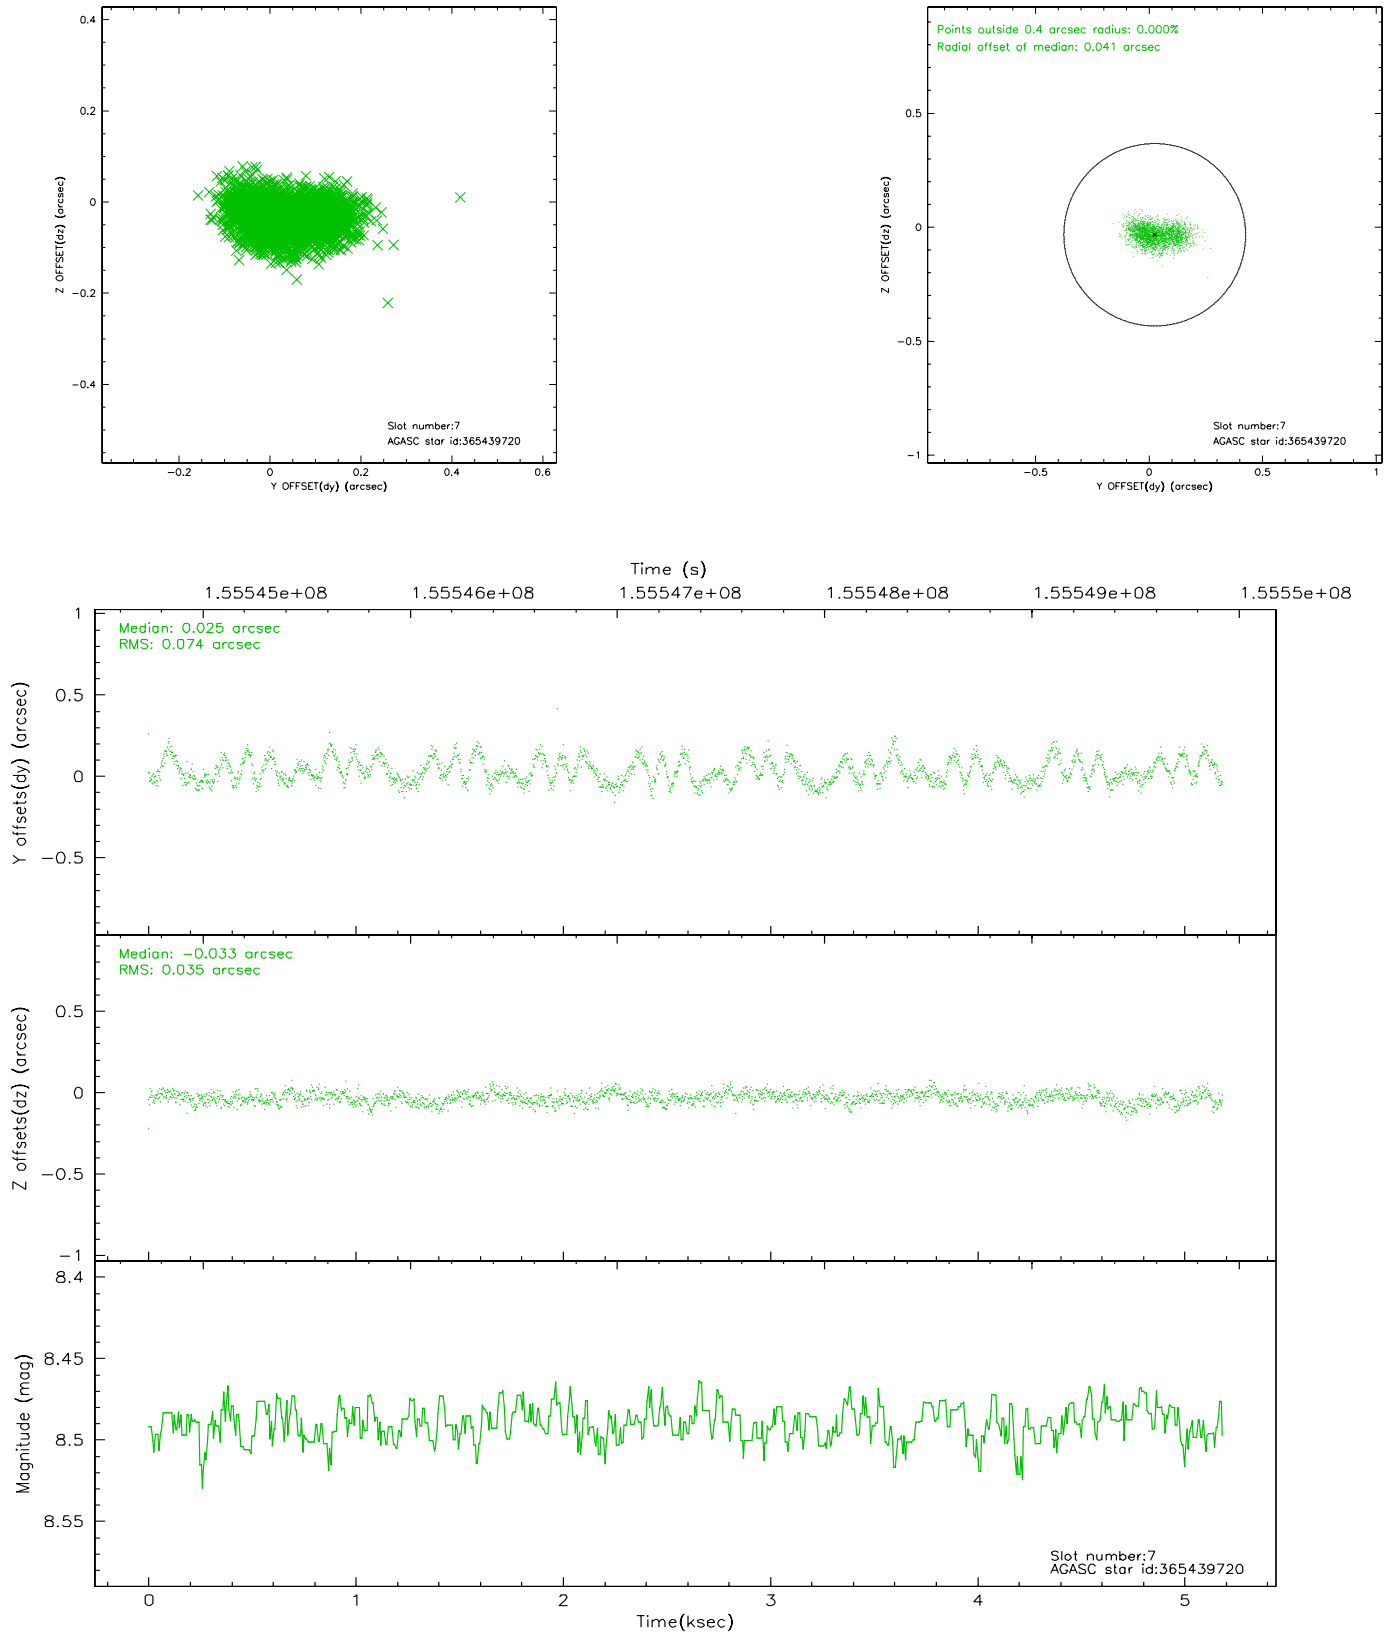 0.4
0.2
0
−0.2
−0.4
Z OFFSET(dz) (arcsec)
Slot number:7
AGASC star id:365439720
−0.2
0
0.2
0.4
0.6
Y OFFSET(dy) (arcsec)
Points outside 0.4 arcsec radius: 0.000%
Radial offset of median: 0.041 arcsec
0.5
0
−0.5
−1
Z OFFSET(dz) (arcsec)
Slot number:7
AGASC star id:365439720
−0.5
0
0.5
1
Y OFFSET(dy) (arcsec)
Time (s)
1.55545e+08
1.55546e+08
1.55547e+08
1.55548e+08
1.55549e+08
1.5555e+08
Median: 0.025 arcsec
RMS: 0.074 arcsec
1
0.5
0
−0.5
Y offsets(dy) (arcsec)
Median: −0.033 arcsec
RMS: 0.035 arcsec
0.5
0
−0.5
−1
Z offsets(dz) (arcsec)
8.4
8.45
8.5
8.55
Magnitude (mag)
Slot number:7
AGASC star id:365439720
0
1
2
3
4
5
Time(ksec)